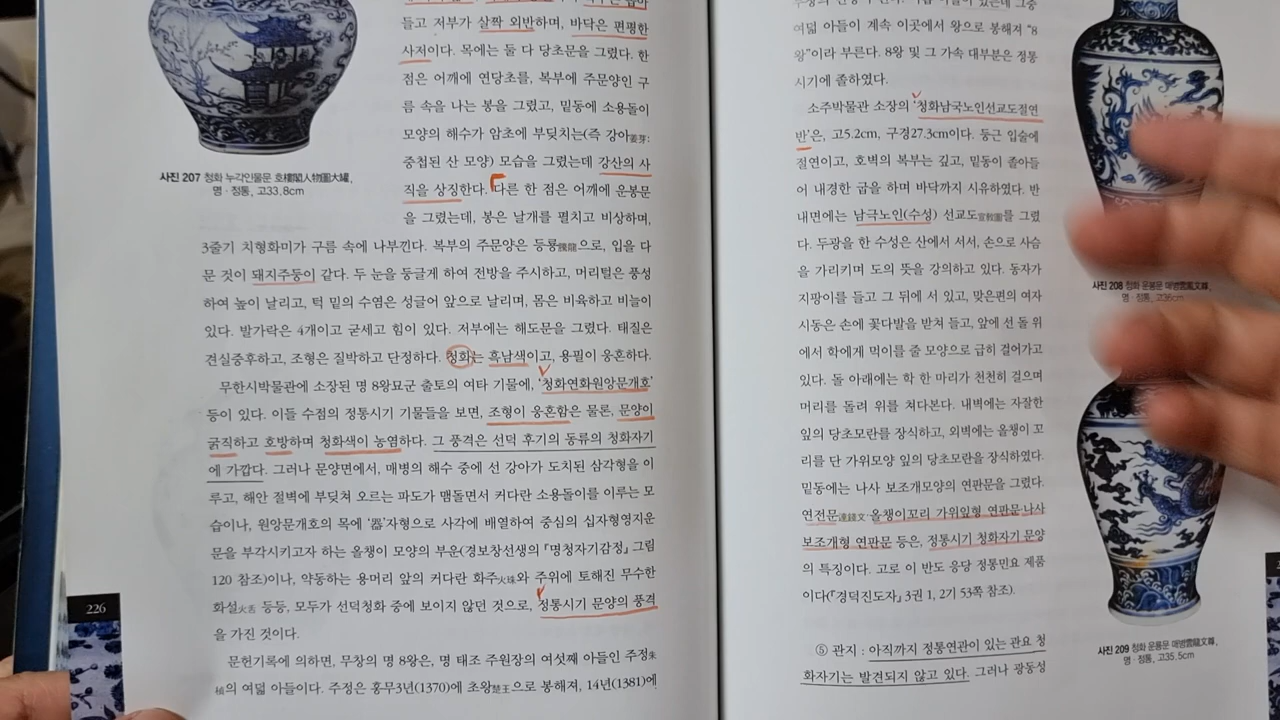 들고 저부가 살짝 외반하며, 바닥은 편평한
사저이다. 목에는 둘 다 당초문을 그렸다. 한
점은 어깨에 연당초를, 복부에 주문양인 구
름 속을 나는 봉을 그렸고, 밑동에 소용돌이
모양의 해수가 암초에 부딪치는(즉 강아姜芽:
중첩된 산 모양) 모습을 그렸는데 강산의 사
직을 상징한다. 다른 한 점은 어깨에 운봉문
을 그렸는데, 봉은 날개를 펼치고 비상하며,
사진 207 청화 누각인물문 호樓閣人物圖大罐,
명·정통, 고33.8cm
3줄기 치형화미가 구름 속에 나부낀다. 복부의 주문양은 등룡騰龍으로, 입을 다
문 것이 돼지주둥이 같다. 두 눈을 둥글게 하여 전방을 주시하고, 머리털은 풍성
하여 높이 날리고, 턱 밑의 수염은 성글어 앞으로 날리며, 몸은 비육하고 비늘이
있다. 발가락은 4개이고 굳세고 힘이 있다. 저부에는 해도문을 그렸다. 태질은
견실중후하고, 조형은 질박하고 단정하다. 청화는 흑남색이고, 용필이 웅혼하다.
무한시박물관에 소장된 명 8왕묘군 출토의 여타 기물에, ‘청화연화원앙문개호’
등이 있다. 이들 수점의 정통시기 기물들을 보면, 조형이 웅혼함은 물론, 문양이
굵직하고 호방하며 청화색이 농염하다. 그 풍격은 선덕 후기의 동류의 청화자기
에 가깝다. 그러나 문양면에서, 매병의 해수 중에 선 강아가 도치된 삼각형을 이
루고, 해안 절벽에 부딪쳐 오르는 파도가 맴돌면서 커다란 소용돌이를 이루는 모
습이나, 원앙문개호의 목에 ‘器’자형으로 사각에 배열하여 중심의 십자형영지운
문을 부각시키고자 하는 올챙이 모양의 부운(경보창선생의 『명청자기감정』 그림
120 참조)이나, 약동하는 용머리 앞의 커다란 화주火珠와 주위에 토해진 무수한
화설火舌 등등, 모두가 선덕청화 중에 보이지 않던 것으로, 정통시기 문양의 풍격
을 가진 것이다.
문헌기록에 의하면, 무창의 명 8왕은, 명 태조 주원장의 여섯째 아들인 주정朱
楨의 여덟 아들이다. 주정은 홍무3년(1370)에 초왕楚王으로 봉해져, 14년(1381)에
226
여덟 아들이 계속 이곳에서 왕으로 봉해져 “8
왕”이라 부른다. 8왕 및 그 가속 대부분은 정통
시기에 졸하였다.
소주박물관 소장의 ‘청화남극노인선교도절연
반’은, 고5.2cm, 구경27.3cm이다. 둥근 입술에
절연이고, 호벽의 복부는 깊고, 밑동이 졸아들
어 내경한 굽을 하며 바닥까지 시유하였다. 반
내면에는 남극노인(수성) 선교도宣敎圖를 그렸
다. 두광을 한 수성은 산에서 서서, 손으로 사슴
을 가리키며 도의 뜻을 강의하고 있다. 동자가
지팡이를 들고 그 뒤에 서 있고, 맞은편의 여자
시동은 손에 꽃다발을 받쳐 들고, 앞에 선 돌 위
에서 학에게 먹이를 줄 모양으로 급히 걸어가고
있다. 돌 아래에는 학 한 마리가 천천히 걸으며
머리를 돌려 위를 쳐다본다. 내벽에는 자잘한
잎의 당초모란을 장식하고, 외벽에는 올챙이 꼬
리를 단 가위모양 잎의 당초모란을 장식하였다.
밑동에는 나사 보조개모양의 연판문을 그렸다.
연전문連錢文·올챙이꼬리 가위잎형 연판문·나사
보조개형 연판문 등은, 정통시기 청화자기 문양
의 특징이다. 고로 이 반도 응당 정통민요 제품
이다(『경덕진도자』 3권 1, 2기 53쪽 참조).
⑤ 관지 : 아직까지 정통연관이 있는 관요 청
화자기는 발견되지 않고 있다. 그러나 광동성
사진 208 청화 운봉문 매병雲鳳文尊,
명·정통, 고36cm
사진 209 청화 운룡문 매병雲龍文尊,
명·정통, 고35.5cm